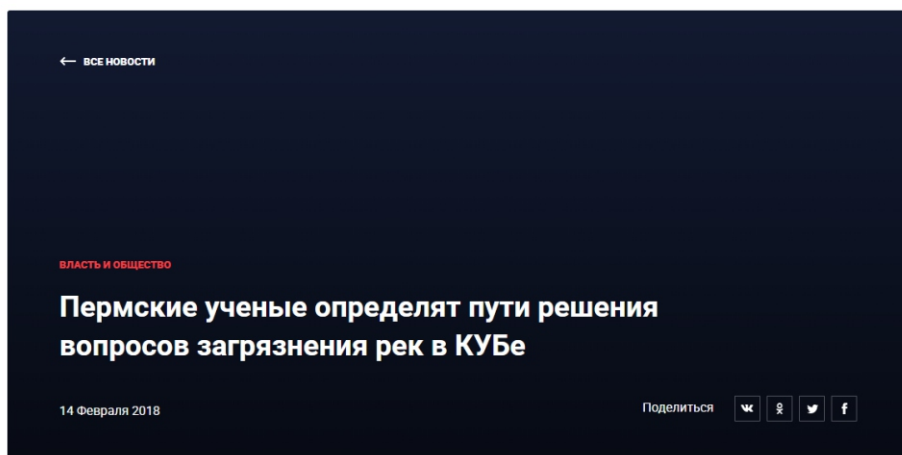 ← ВСЕ НОВОСТИ
ВЛАСТЬ И ОБЩЕСТВО
Пермские ученые определят пути решения
вопросов загрязнения рек в КУБе
14 Февраля 2018
Поделиться